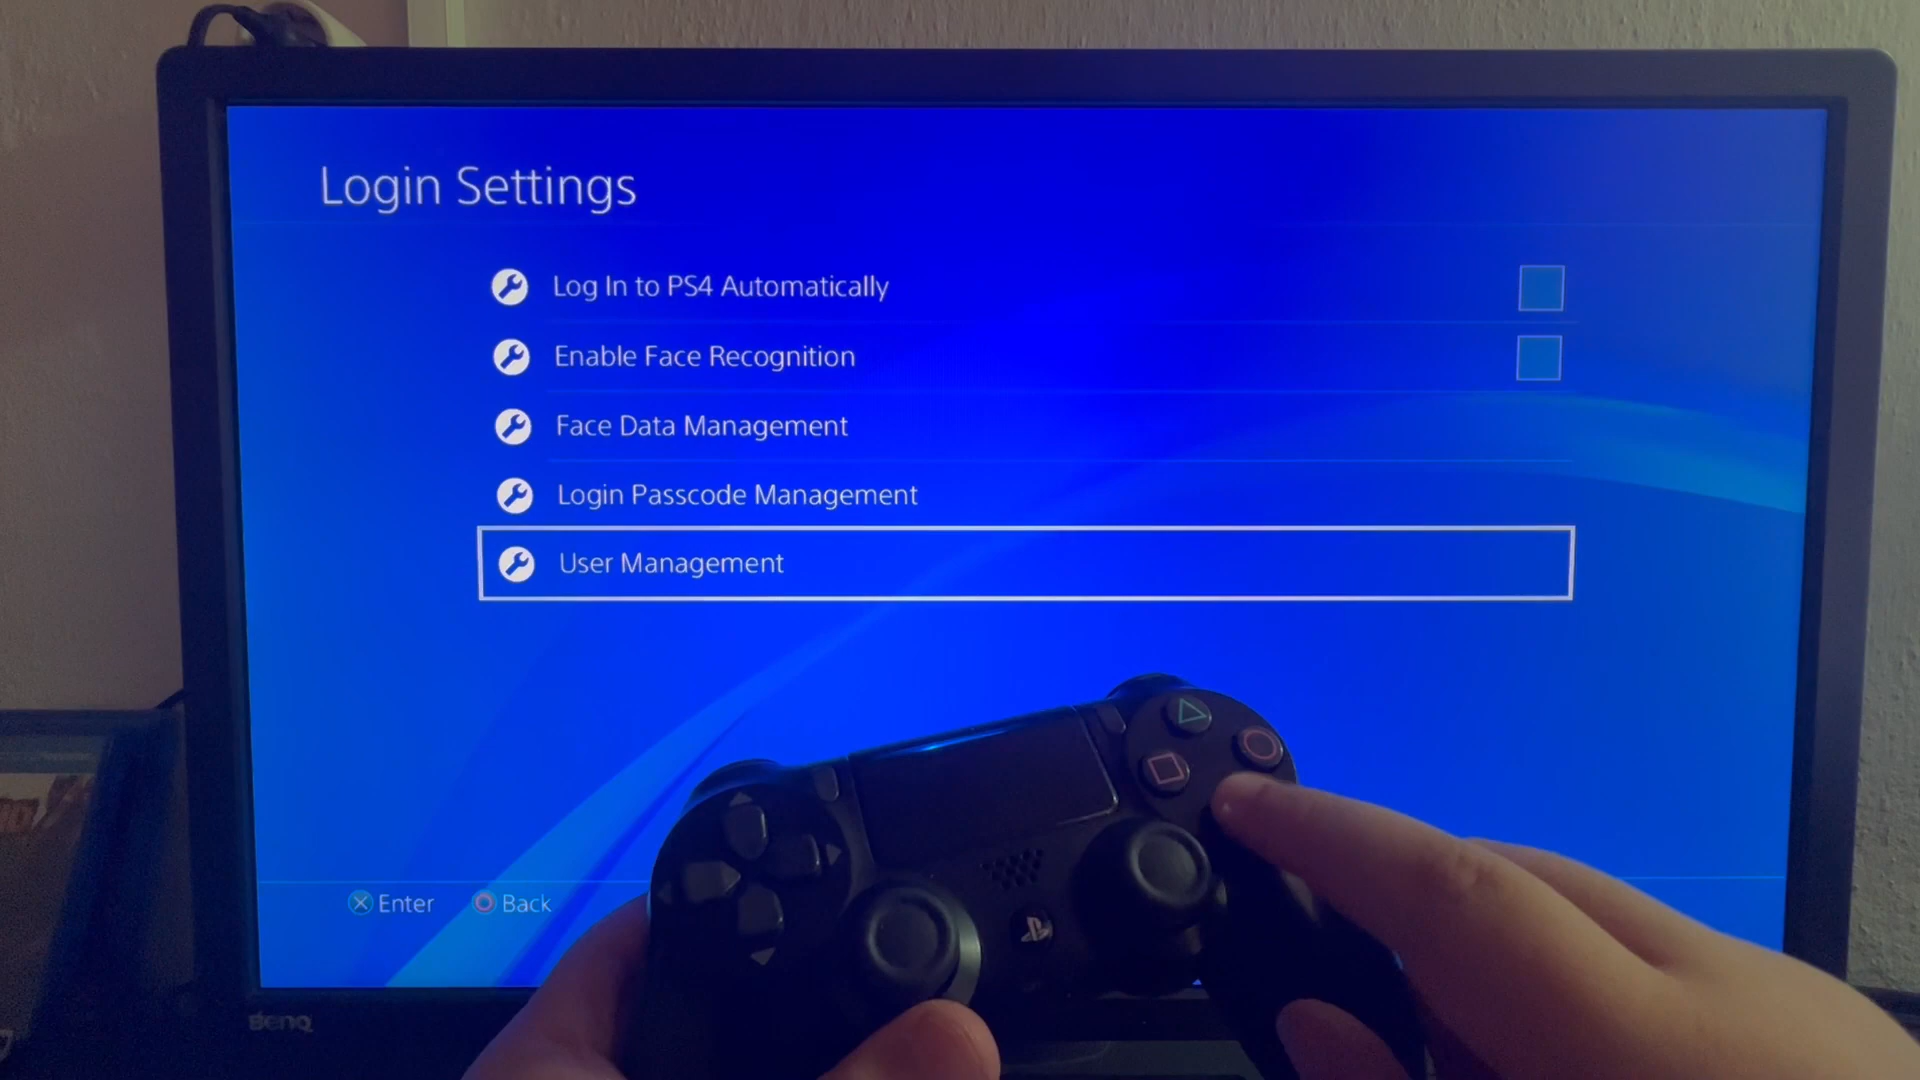 Login Settings
Log In to PS4 Automatically
Enable Face Recognition
Face Data Management
Login Passcode Management
User Management
Enter Back
BenQ